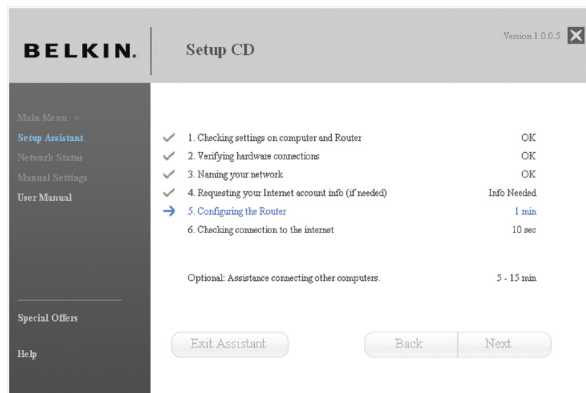 BELKIN.
Setup CD
Version 1.0.0.5
Main Menu >
Setup Assistant
Network Status
Manual Settings
User Manual
Special Offers
Help
1. Checking settings on computer and Router OK
2. Verifying hardware connections OK
3. Naming your network OK
4. Requesting your Internet account info (if needed) Info Needed
5. Configuring the Router 1 min
6. Checking connection to the internet 10 sec
Optional: Assistance connecting other computers. 5 - 15 min
Exit Assistant
Back
Next